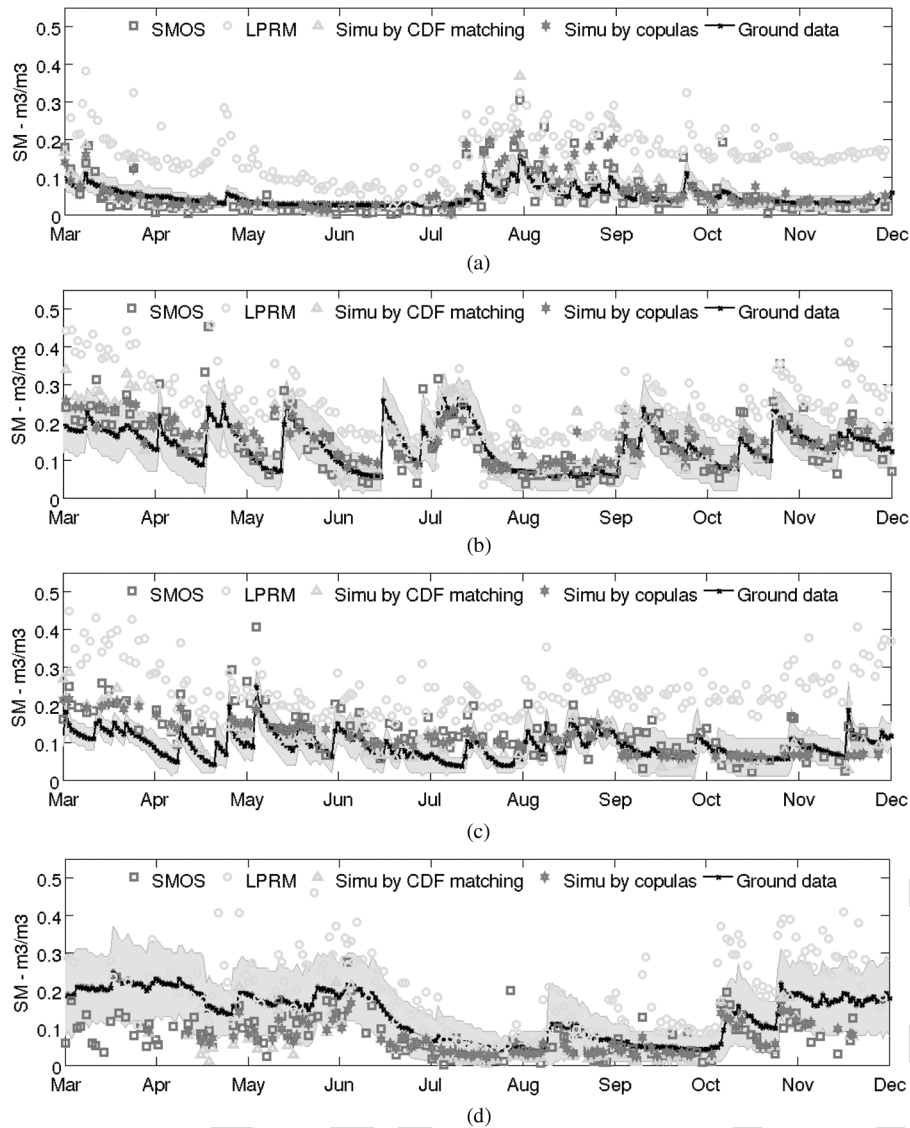 0.5
SMOS LPRM Simu by CDF matching Simu by copulas Ground data
0.4
0.3
0.2
0.1
0
SM - m3/m3
Mar Apr May Jun Jul Aug Sep Oct Nov Dec
(a)
0.5
SMOS LPRM Simu by CDF matching Simu by copulas Ground data
0.4
0.3
0.2
0.1
0
SM - m3/m3
Mar Apr May Jun Jul Aug Sep Oct Nov Dec
(b)
0.5
SMOS LPRM Simu by CDF matching Simu by copulas Ground data
0.4
0.3
0.2
0.1
0
SM - m3/m3
Mar Apr May Jun Jul Aug Sep Oct Nov Dec
(c)
0.5
SMOS LPRM Simu by CDF matching Simu by copulas Ground data
0.4
0.3
0.2
0.1
0
SM - m3/m3
Mar Apr May Jun Jul Aug Sep Oct Nov Dec
(d)